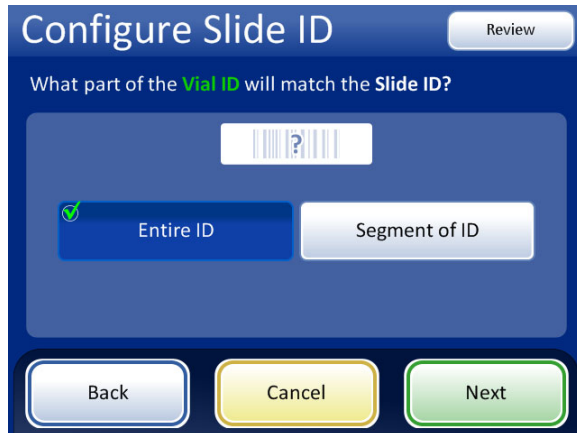 Configure Slide ID
Review
What part of the Vial ID will match the Slide ID?
?
Entire ID
Segment of ID
Back
Cancel
Next